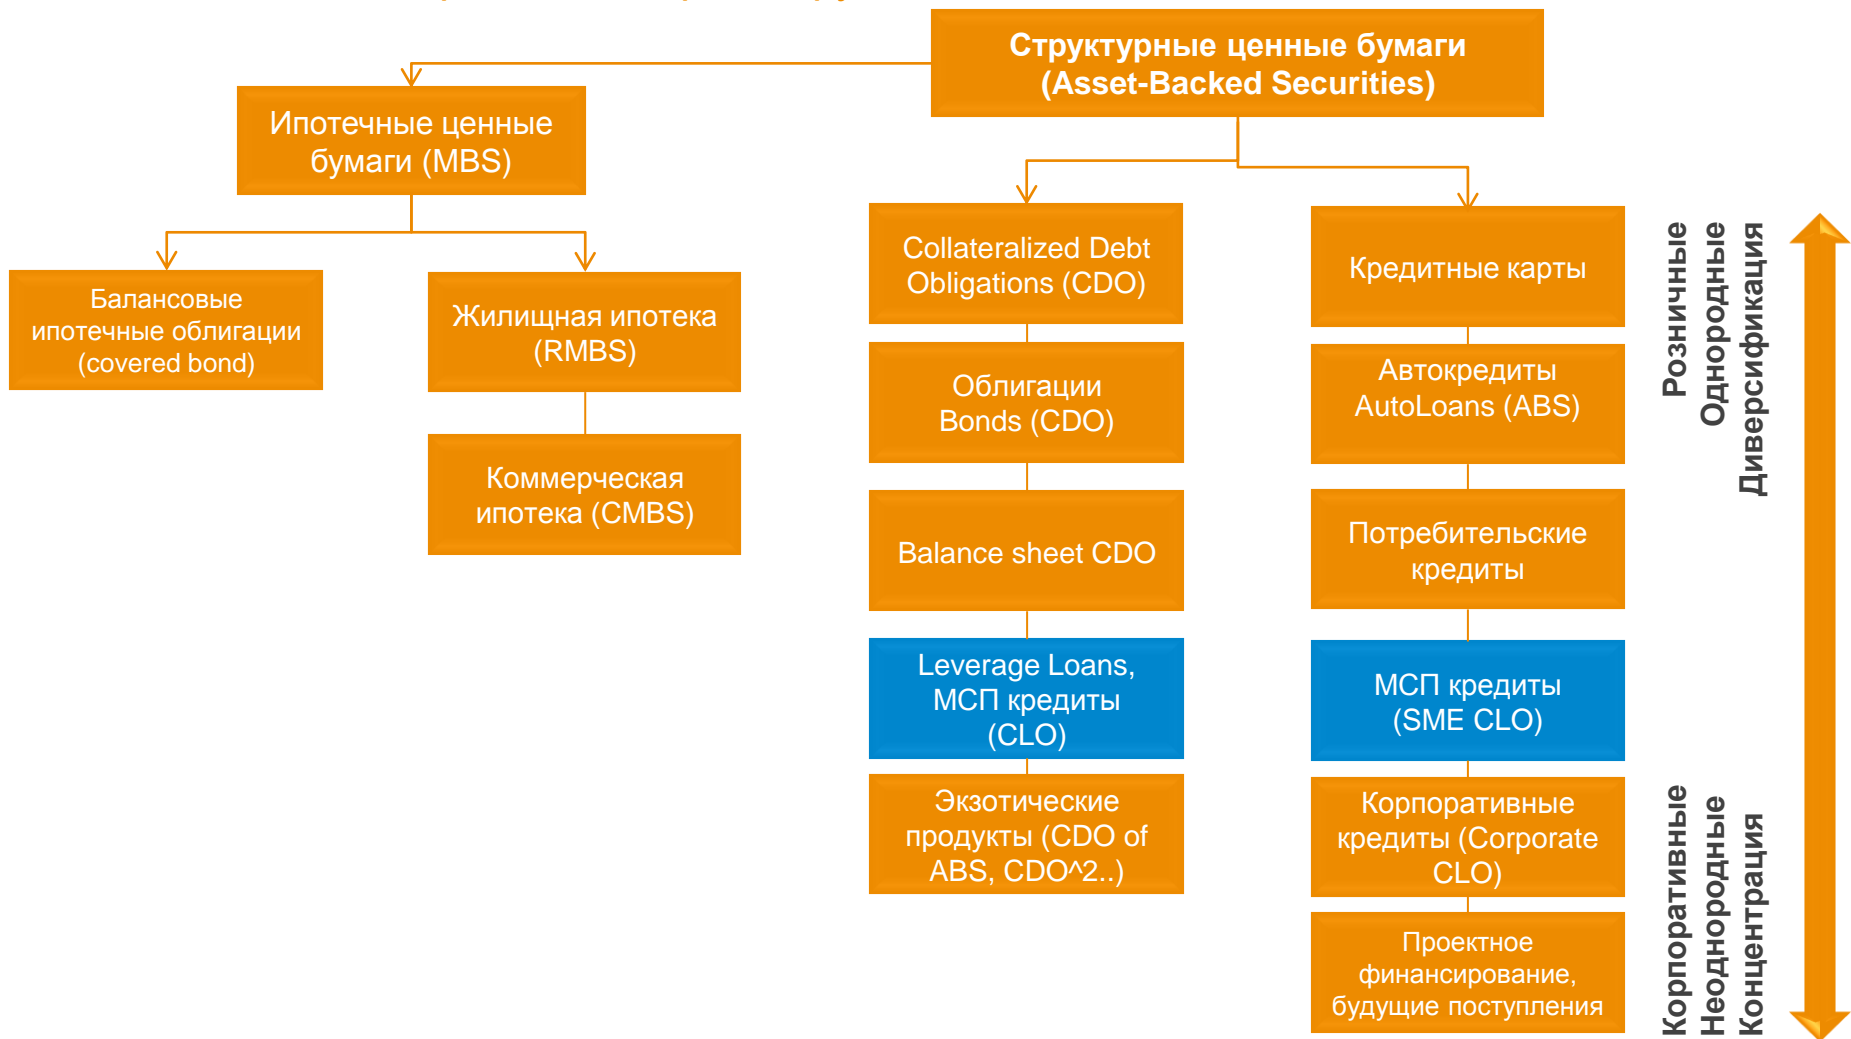 Структурные ценные бумаги
(Asset-Backed Securities)
Ипотечные ценные
бумаги (MBS)
Балансовые
ипотечные облигации
(covered bond)
Жилищная ипотека
(RMBS)
Коммерческая
ипотека (CMBS)
Collateralized Debt
Obligations (CDO)
Облигации
Bonds (CDO)
Balance sheet CDO
Leverage Loans,
МСП кредиты
(CLO)
Экзотические
продукты (CDO of
ABS, CDO^2..)
Кредитные карты
Автокредиты
AutoLoans (ABS)
Потребительские
кредиты
МСП кредиты
(SME CLO)
Корпоративные
кредиты (Corporate
CLO)
Проектное
финансирование,
будущие поступления
Розничные
Однородные
Диверсификация
Корпоративные
Неоднородные
Концентрация